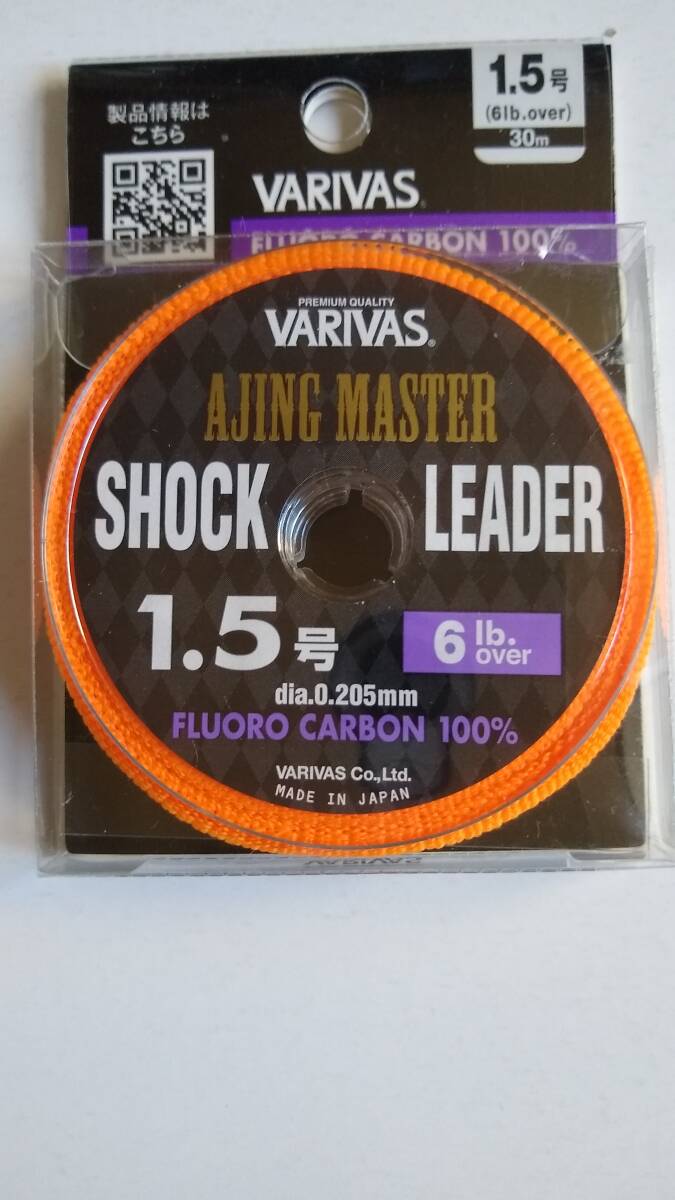 製品情報は
こちら
1.5号
(6lb.over)
30m
VARIVAS®
FLUORO CARBON 100%
PREMIUM QUALITY
VARIVAS®
AJING MASTER
SHOCK LEADER
1.5号 6 lb. over
dia.0.205mm
FLUORO CARBON 100%
VARIVAS Co.,Ltd.
MADE IN JAPAN